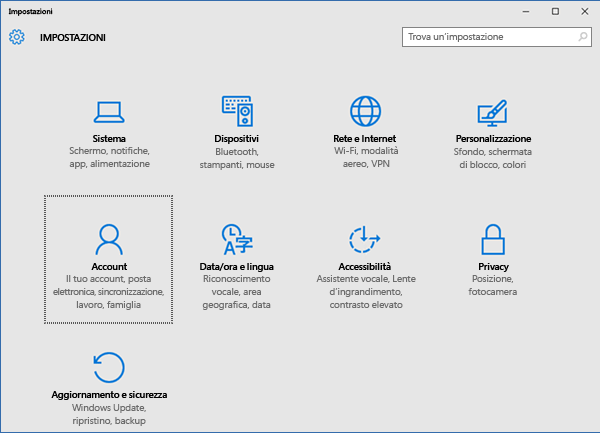 Impostazioni
IMPOSTAZIONI
Trova un'impostazione
Sistema
Schermo, notifiche,
app, alimentazione
Dispositivi
Bluetooth,
stampanti, mouse
Rete e Internet
Wi-Fi, modalità
aereo, VPN
Personalizzazione
Sfondo, schermata
di blocco, colori
Account
Il tuo account, posta
elettronica, sincronizzazione,
lavoro, famiglia
Data/ora e lingua
Riconoscimento
vocale, area
geografica, data
Accessibilità
Assistente vocale, Lente
d'ingrandimento,
contrasto elevato
Privacy
Posizione,
fotocamera
Aggiornamento e sicurezza
Windows Update,
ripristino, backup